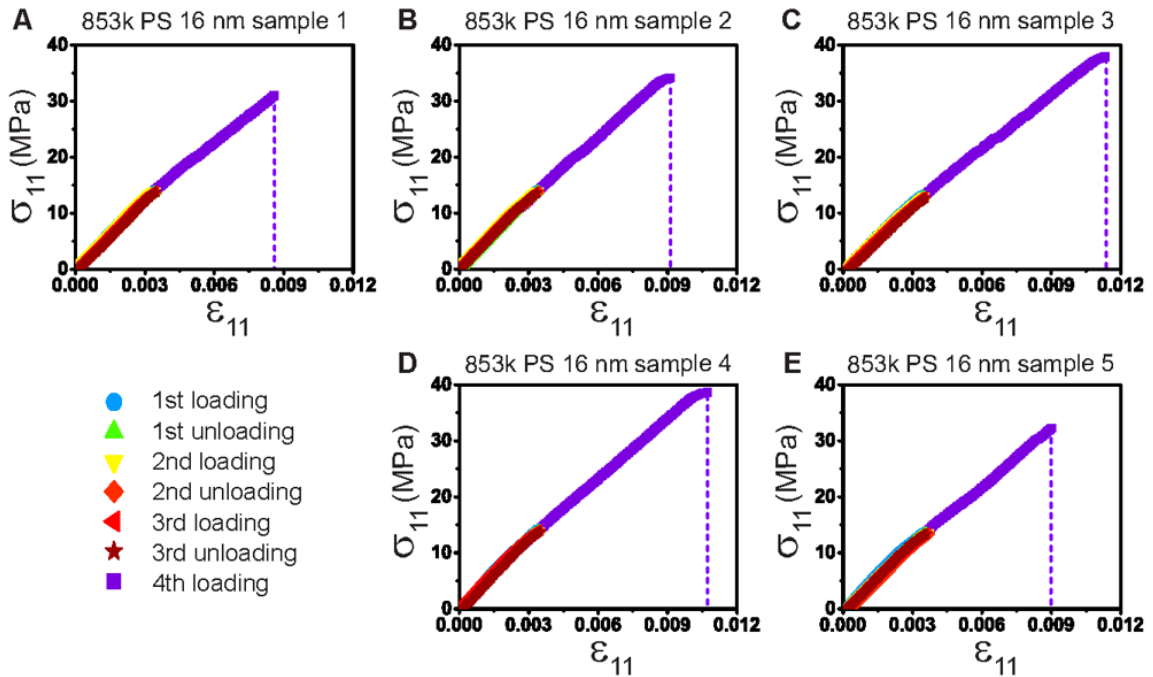 A 853k PS 16 nm sample 1
40
30
20
10
0
σ11 (MPa)
0.000 0.003 0.006 0.009 0.012
ε11
B 853k PS 16 nm sample 2
40
30
20
10
0
σ11 (MPa)
0.000 0.003 0.006 0.009 0.012
ε11
C 853k PS 16 nm sample 3
40
30
20
10
0
σ11 (MPa)
0.000 0.003 0.006 0.009 0.012
ε11
1st loading
1st unloading
2nd loading
2nd unloading
3rd loading
3rd unloading
4th loading
D 853k PS 16 nm sample 4
40
30
20
10
0
σ11 (MPa)
0.000 0.003 0.006 0.009 0.012
ε11
E 853k PS 16 nm sample 5
40
30
20
10
0
σ11 (MPa)
0.000 0.003 0.006 0.009 0.012
ε11